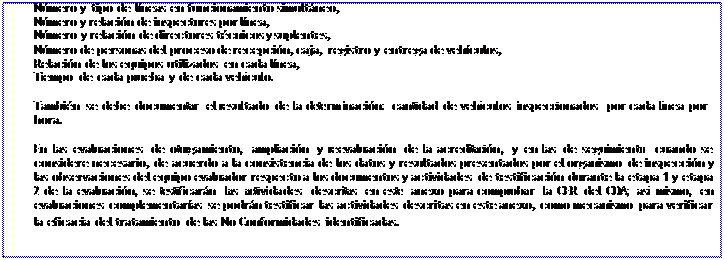 Número y tipo de líneas en funcionamiento simultáneo,
Número y relación de inspectores por línea,
Número y relación de directores técnicos y suplentes,
Número de personas del proceso de recepción, caja, registro y entrega de vehículos,
Relación de los equipos utilizados en cada línea,
Tiempo de cada prueba y de cada vehículo.
También se debe documentar el resultado de la determinación: cantidad de vehículos inspeccionados por cada línea por
hora.
En las evaluaciones de otorgamiento, ampliación y reevaluación de la acreditación, y en las de seguimiento cuando se
considere necesario, de acuerdo a la consistencia de los datos y resultados presentados por el organismo de inspección y
las observaciones del equipo evaluador respecto a los documentos y actividades de testificación durante la etapa 1 y etapa
2 de la evaluación, se testificarán las actividades descritas en este anexo para comprobar la CER del CDA; así mismo, en
evaluaciones complementarias se podrán testificar las actividades descritas en este anexo, como mecanismo para verificar
la eficacia del tratamiento de las No Conformidades identificadas.